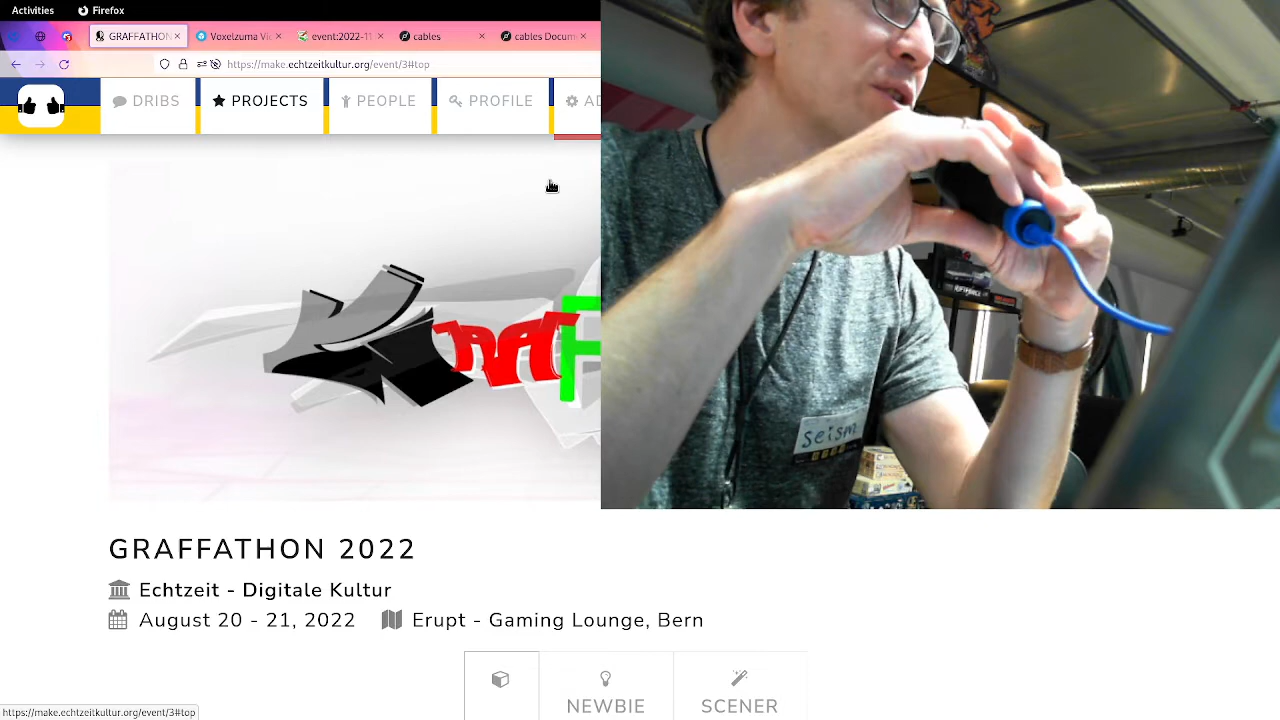 Activities Firefox
GRAFFATHON Voxelzuma Vi event:2022-11 cables cables Docum
https://make.echtzeitkultur.org/event/3#top
DRIBS PROJECTS PEOPLE PROFILE AD
seism
GRAFFATHON 2022
Echtzeit - Digitale Kultur
August 20 - 21, 2022 Erupt - Gaming Lounge, Bern
NEWBIE SCENER
https://make.echtzeitkultur.org/event/3#top